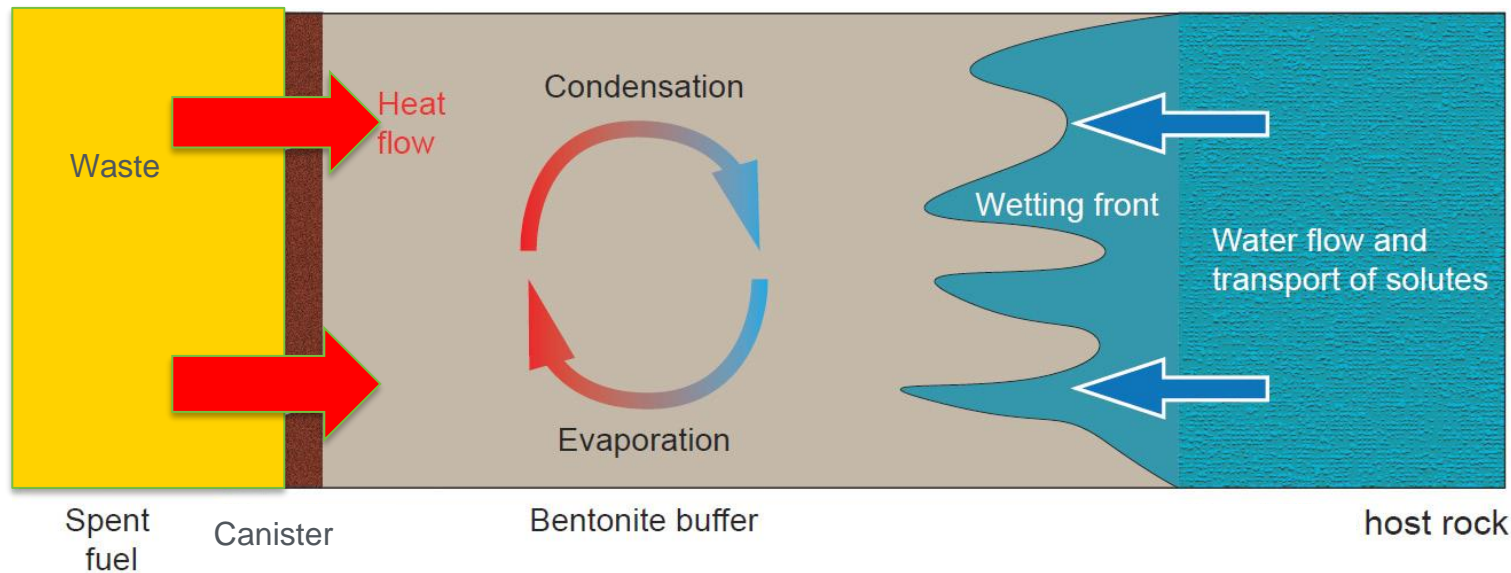 Waste
Heat
flow
Condensation
Evaporation
Wetting front
Water flow and
transport of solutes
Spent
fuel
Canister
Bentonite buffer
host rock